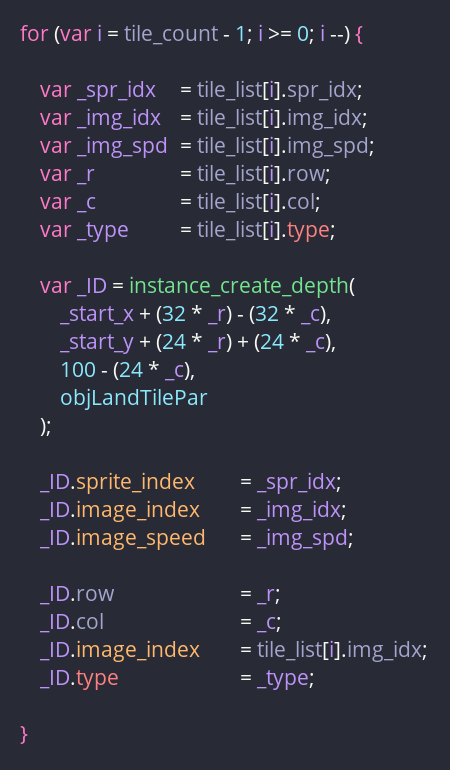 for (var i = tile_count - 1; i >= 0; i --) {
var _spr_idx = tile_list[i].spr_idx;
var _img_idx = tile_list[i].img_idx;
var _img_spd = tile_list[i].img_spd;
var _r = tile_list[i].row;
var _c = tile_list[i].col;
var _type = tile_list[i].type;
var _ID = instance_create_depth(
_start_x + (32 * _r) - (32 * _c),
_start_y + (24 * _r) + (24 * _c),
100 - (24 * _c),
objLandTilePar
);
_ID.sprite_index = _spr_idx;
_ID.image_index = _img_idx;
_ID.image_speed = _img_spd;
_ID.row = _r;
_ID.col = _c;
_ID.image_index = tile_list[i].img_idx;
_ID.type = _type;
}